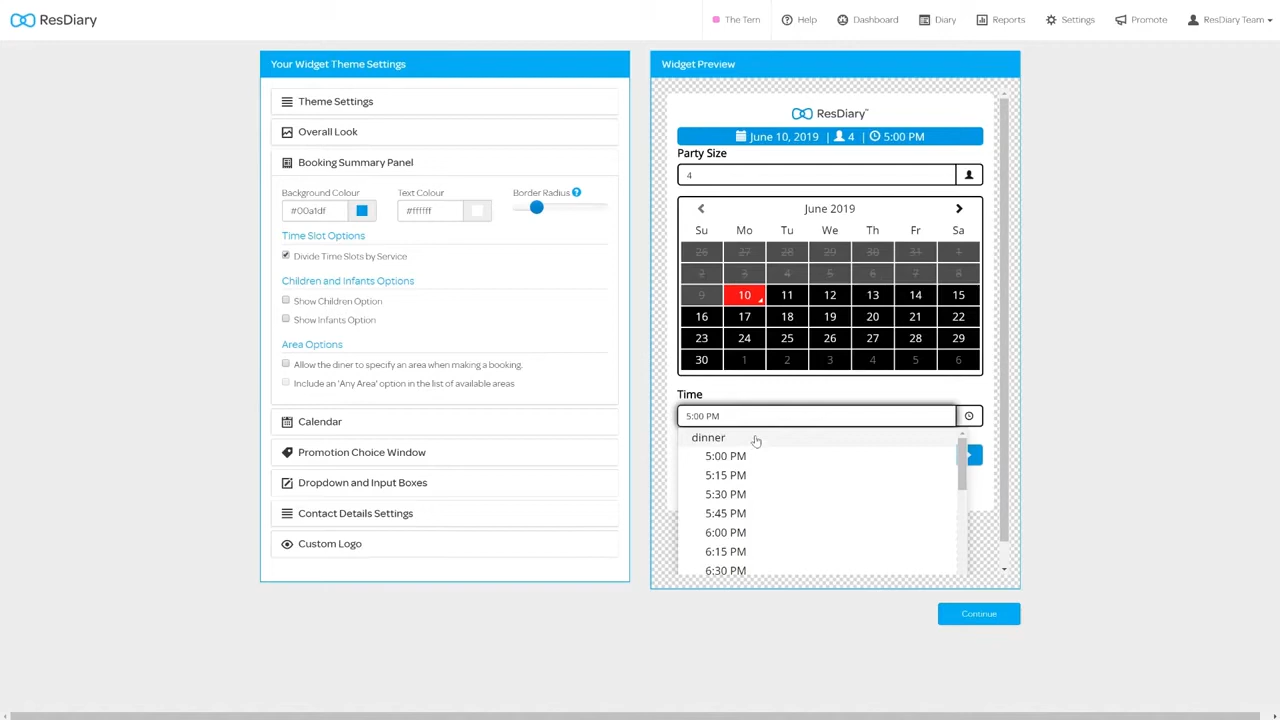 ResDiary
The Tern
Help
Dashboard
Diary
Reports
Settings
Promote
ResDiary Team
Your Widget Theme Settings
Theme Settings
Overall Look
Booking Summary Panel
Background Colour
Text Colour
Border Radius ?
#00a1df
#ffffff
Time Slot Options
Divide Time Slots by Service
Children and Infants Options
Show Children Option
Show Infants Option
Area Options
Allow the diner to specify an area when making a booking.
Include an 'Any Area' option in the list of available areas
Calendar
Promotion Choice Window
Dropdown and Input Boxes
Contact Details Settings
Custom Logo
Widget Preview
ResDiary™
June 10, 2019 | 4 | 5:00 PM
Party Size
4
June 2019
Su Mo Tu We Th Fr Sa
26 27 28 29 30 31 1
2 3 4 5 6 7 8
9 10 11 12 13 14 15
16 17 18 19 20 21 22
23 24 25 26 27 28 29
30 1 2 3 4 5 6
Time
5:00 PM
dinner
5:00 PM
5:15 PM
5:30 PM
5:45 PM
6:00 PM
6:15 PM
6:30 PM
Continue